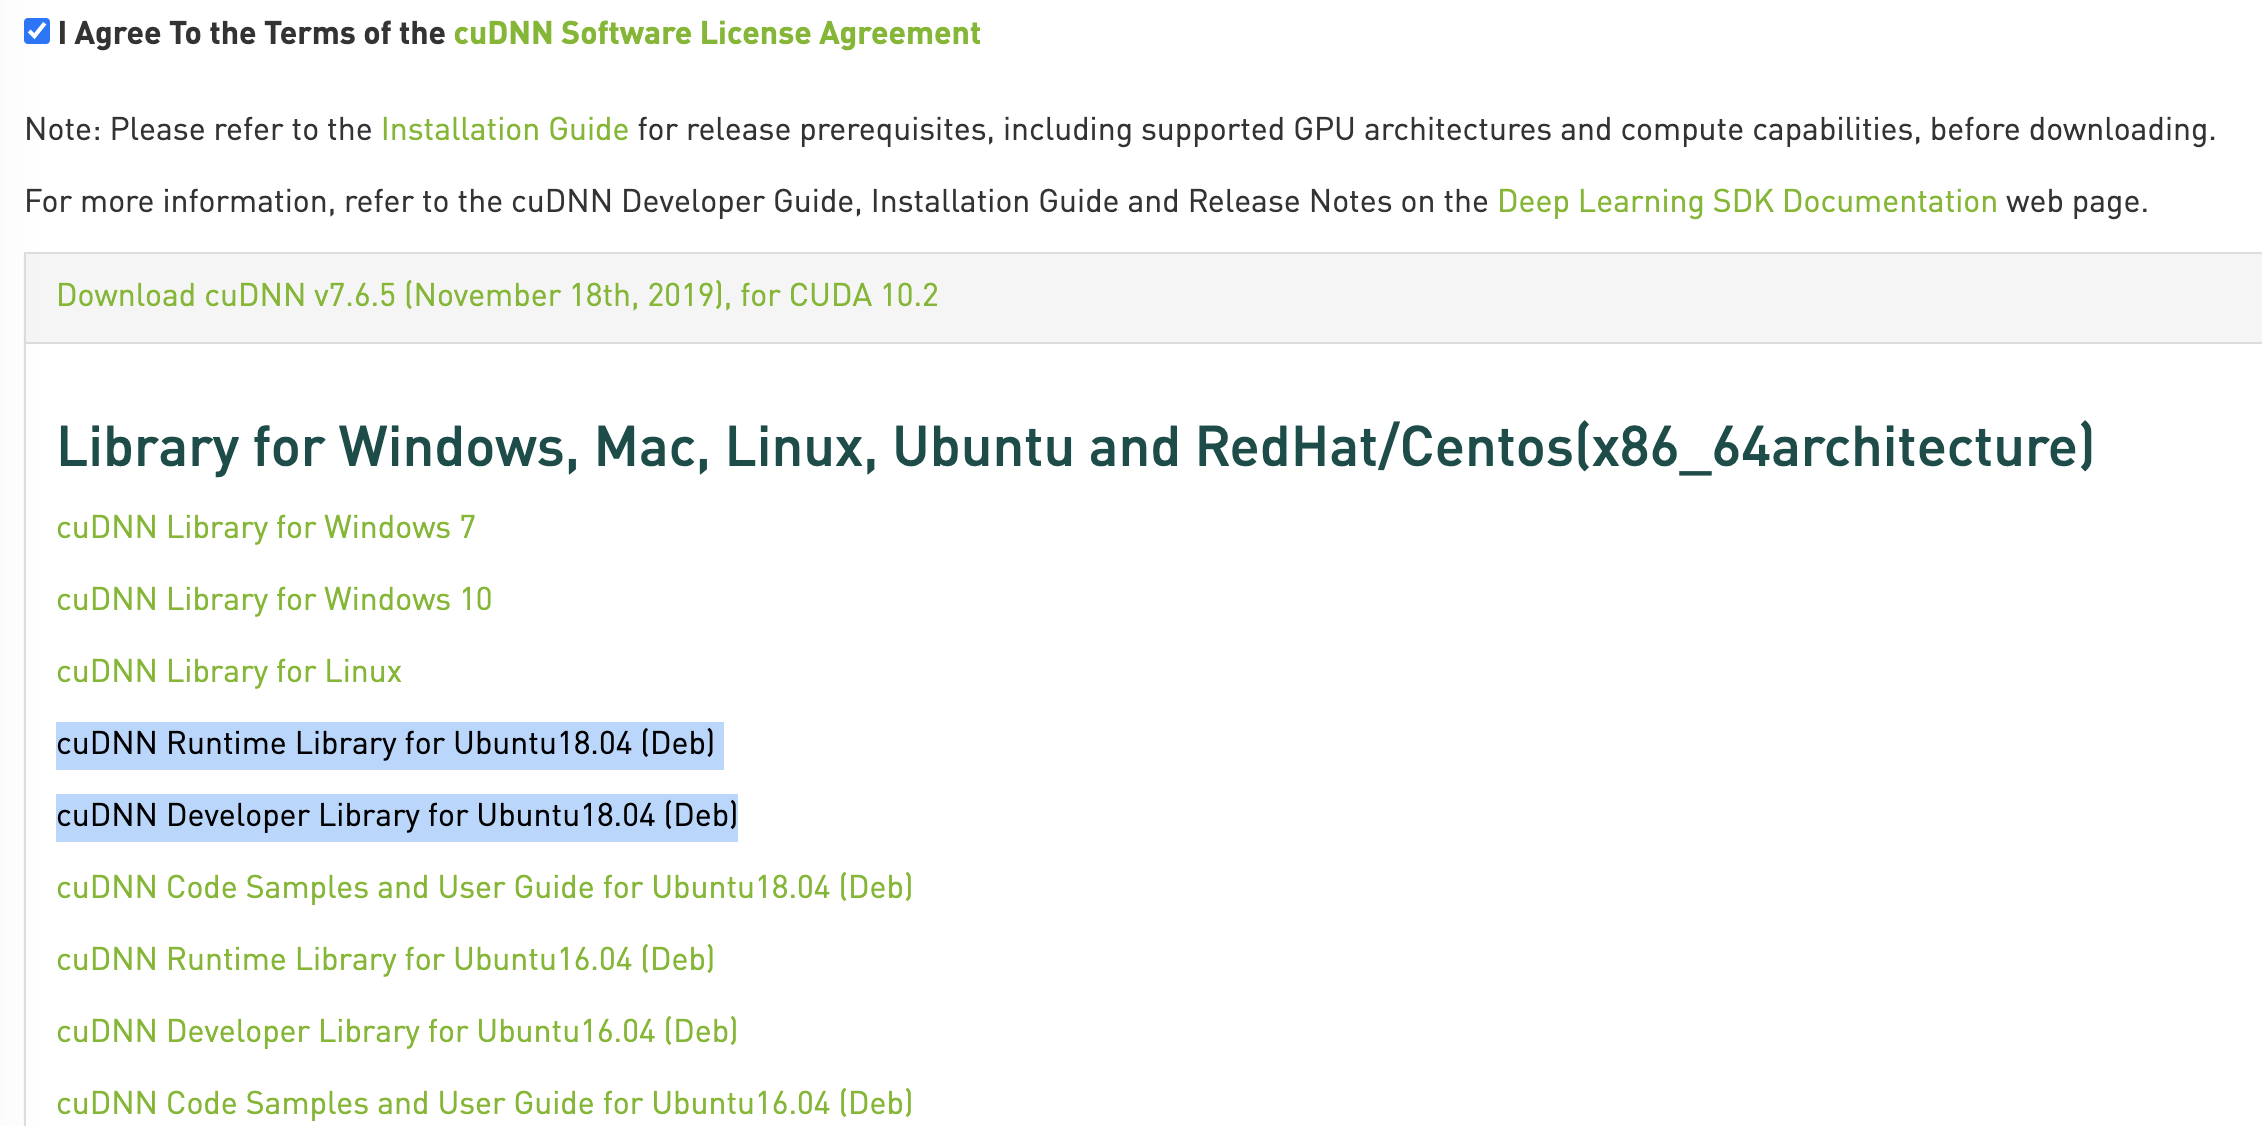 I Agree To the Terms of the cuDNN Software License Agreement
Note: Please refer to the Installation Guide for release prerequisites, including supported GPU architectures and compute capabilities, before downloading.
For more information, refer to the cuDNN Developer Guide, Installation Guide and Release Notes on the Deep Learning SDK Documentation web page.
Download cuDNN v7.6.5 (November 18th, 2019), for CUDA 10.2
Library for Windows, Mac, Linux, Ubuntu and RedHat/Centos(x86_64architecture)
cuDNN Library for Windows 7
cuDNN Library for Windows 10
cuDNN Library for Linux
cuDNN Runtime Library for Ubuntu18.04 (Deb)
cuDNN Developer Library for Ubuntu18.04 (Deb)
cuDNN Code Samples and User Guide for Ubuntu18.04 (Deb)
cuDNN Runtime Library for Ubuntu16.04 (Deb)
cuDNN Developer Library for Ubuntu16.04 (Deb)
cuDNN Code Samples and User Guide for Ubuntu16.04 (Deb)